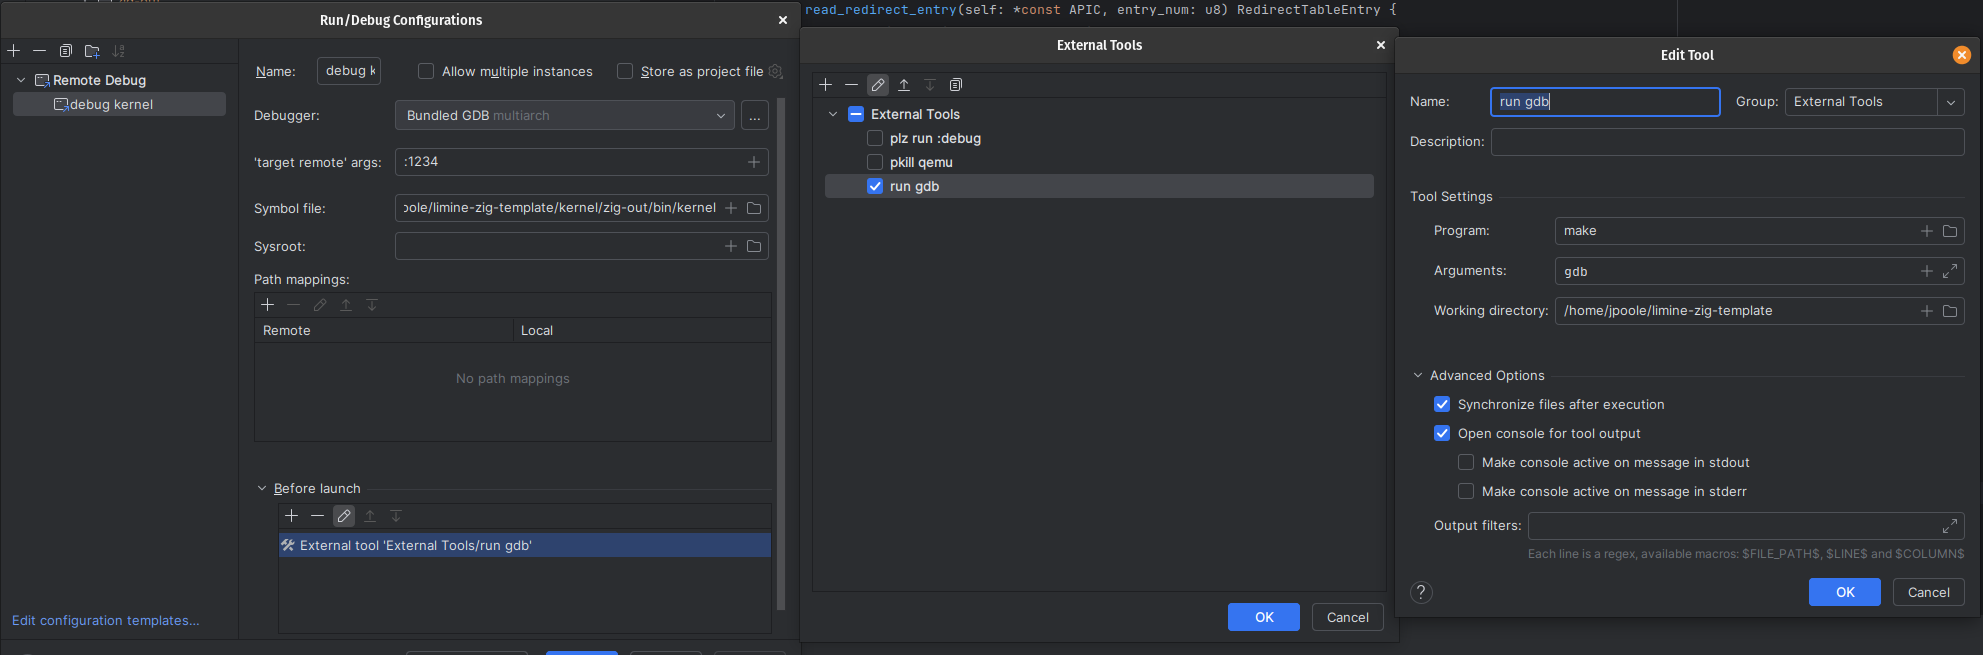 read_redirect_entry(self: *const APIC, entry_num: u8) RedirectTableEntry {
Run/Debug Configurations
Remote Debug
debug kernel
Edit configuration templates...
Name: debug k
Allow multiple instances
Store as project file
Debugger: Bundled GDB multiarch
...
'target remote' args: :1234
Symbol file: poole/limine-zig-template/kernel/zig-out/bin/kernel
Sysroot:
Path mappings:
Remote Local
No path mappings
Before launch
External tool 'External Tools/run gdb'
External Tools
External Tools
plz run :debug
pkill qemu
run gdb
OK Cancel
Edit Tool
Name: run gdb Group: External Tools
Description:
Tool Settings
Program: make
Arguments: gdb
Working directory: /home/jpoole/limine-zig-template
Advanced Options
Synchronize files after execution
Open console for tool output
Make console active on message in stdout
Make console active on message in stderr
Output filters:
Each line is a regex, available macros: $FILE_PATH$, $LINE$ and $COLUMN$
? OK Cancel